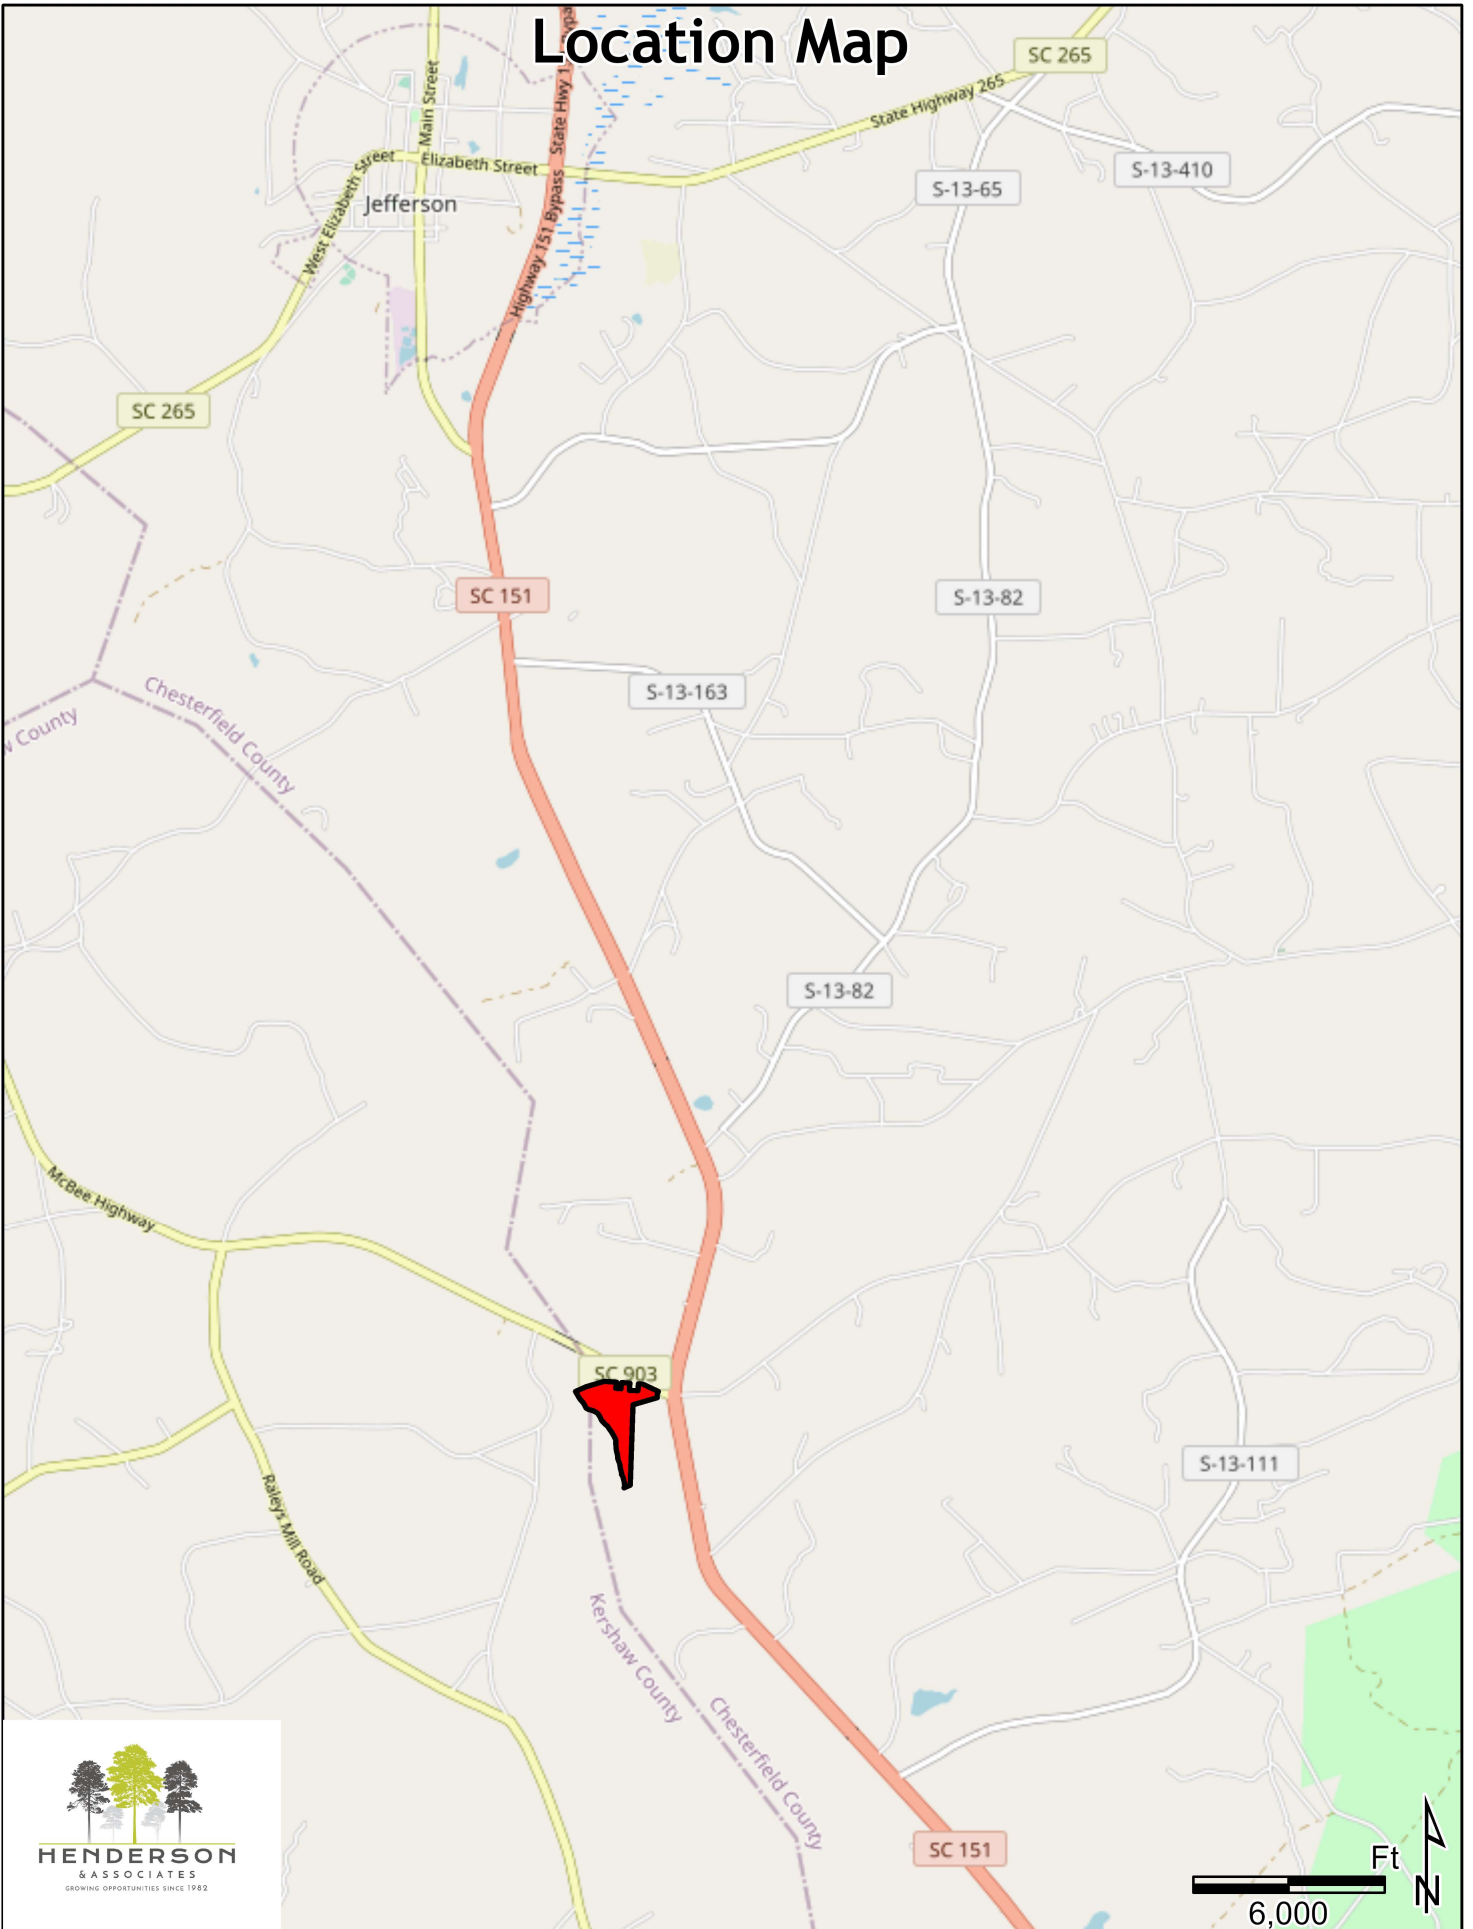 Location Map
SC 265
State Hwy 1
Main Street
State Highway 265
West Elizabeth Street
Elizabeth Street
S-13-410
S-13-65
Jefferson
Highway 151 Bypass
SC 265
SC 151
S-13-82
S-13-163
Chesterfield County
w County
S-13-82
McBee Highway
SC 903
S-13-111
Raleys Mill Road
Kershaw County
Chesterfield County
SC 151
HENDERSON
& ASSOCIATES
GROWING OPPORTUNITIES SINCE 1982
Ft
6,000
N